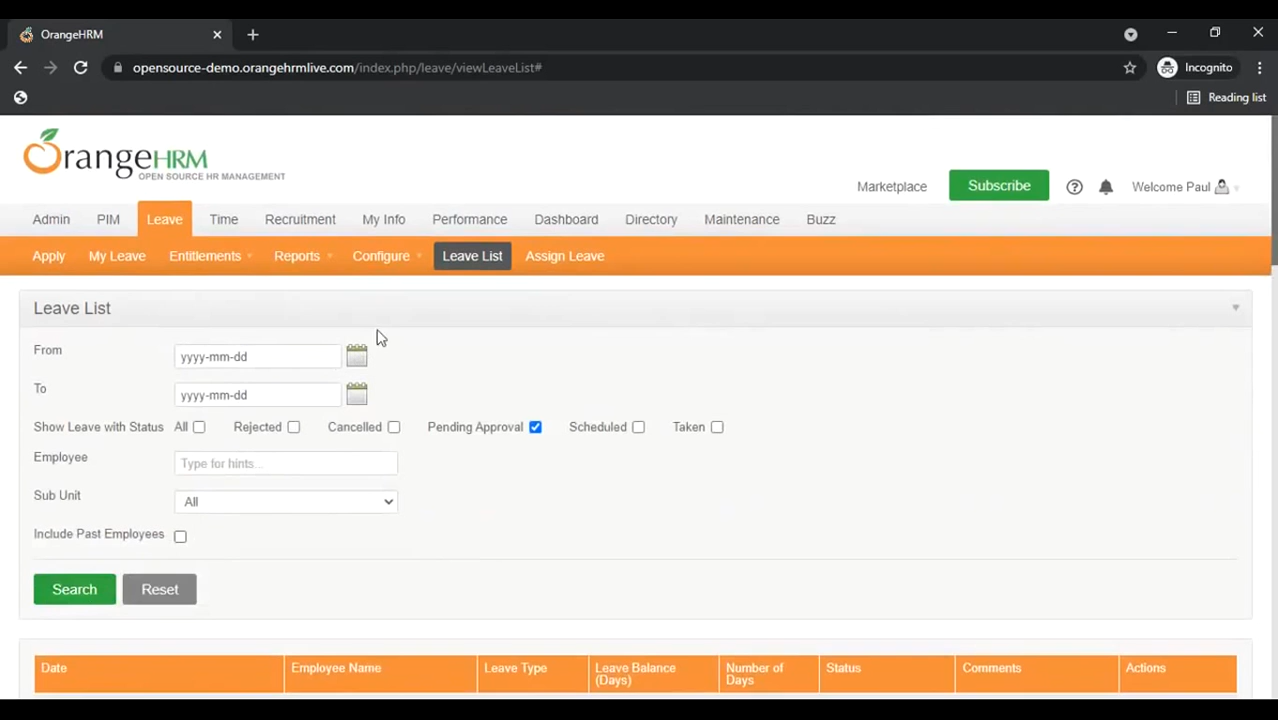 OrangeHRM
opensource-demo.orangehrmlive.com/index.php/leave/viewLeaveList#
Incognito
Reading list
OrangeHRM
OPEN SOURCE HR MANAGEMENT
Marketplace
Subscribe
Welcome Paul
Admin PIM Leave Time Recruitment My Info Performance Dashboard Directory Maintenance Buzz
Apply My Leave Entitlements Reports Configure Leave List Assign Leave
Leave List
From yyyy-mm-dd
To yyyy-mm-dd
Show Leave with Status All Rejected Cancelled Pending Approval Scheduled Taken
Employee Type for hints...
Sub Unit All
Include Past Employees
Search Reset
Date Employee Name Leave Type Leave Balance (Days) Number of Days Status Comments Actions